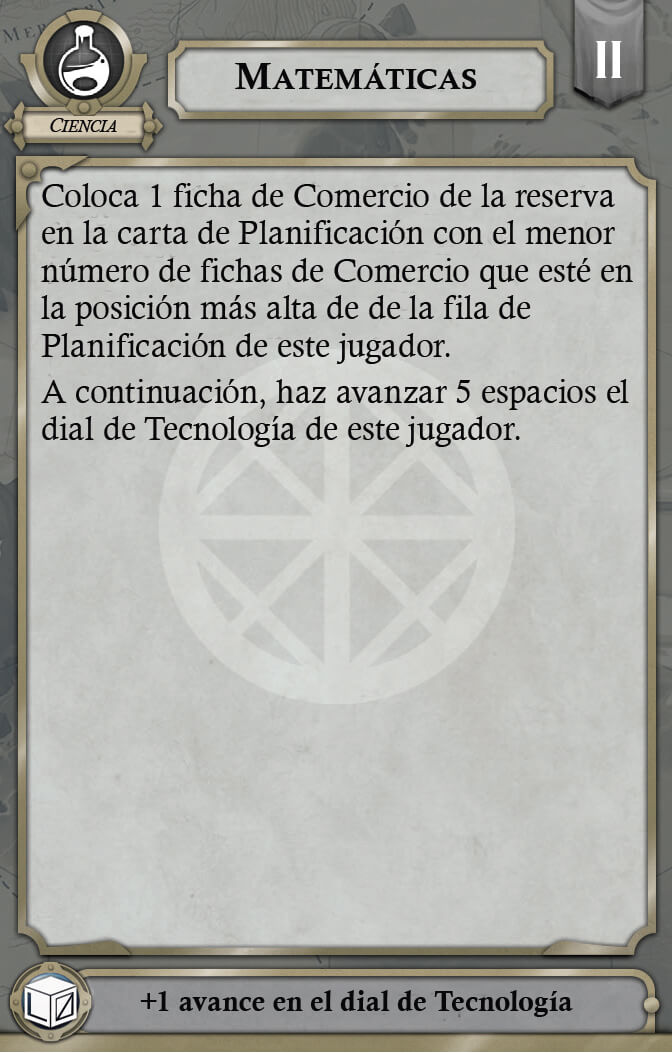 MATEMÁTICAS
II
CIENCIA
Coloca 1 ficha de Comercio de la reserva
en la carta de Planificación con el menor
número de fichas de Comercio que esté en
la posición más alta de de la fila de
Planificación de este jugador.
A continuación, haz avanzar 5 espacios el
dial de Tecnología de este jugador.
+1 avance en el dial de Tecnología